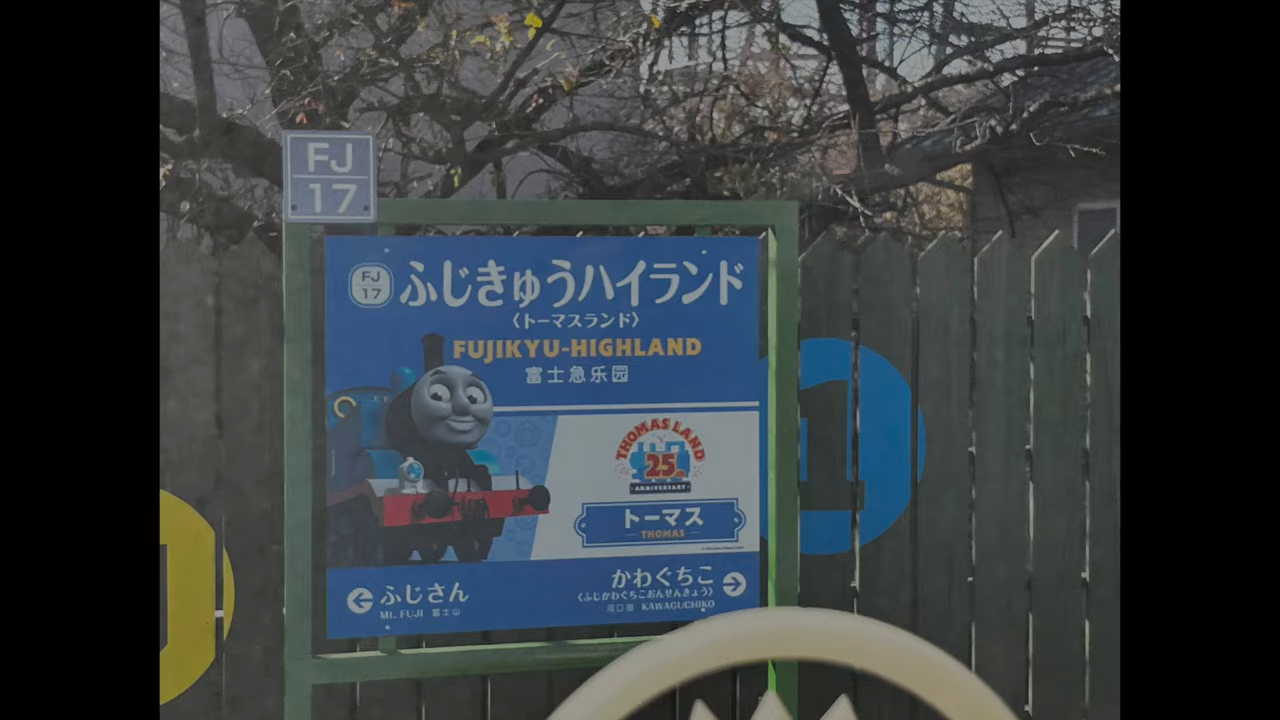 FJ
17
FJ
17
ふじきゅうハイランド
〈トーマスランド〉
FUJIKYU-HIGHLAND
富士急乐园
THOMAS LAND
25th
ANNIVERSARY
トーマス
THOMAS
ふじさん
Mt. FUJI 富士山
かわぐちこ
〈ふじかわぐちこおんせんきょう〉
河口湖 KAWAGUCHIKO
1